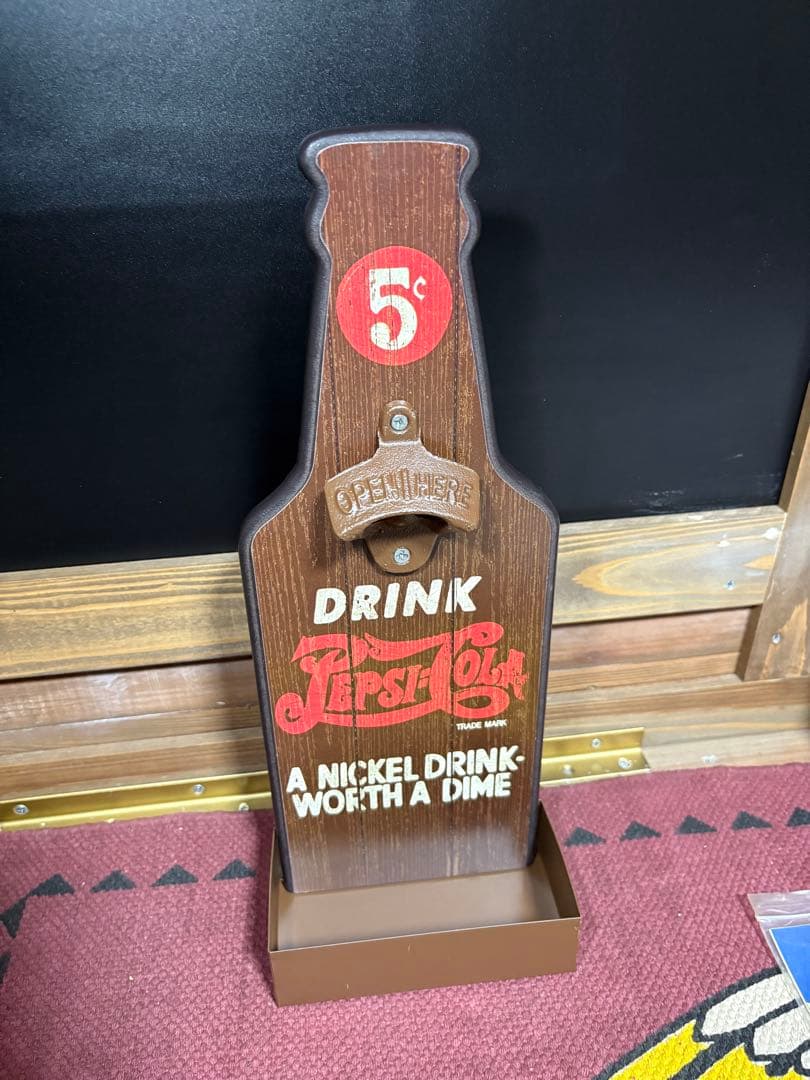 5¢
OPEN HERE
DRINK
PEPSI-COLA
TRADE MARK
A NICKEL DRINK-
WORTH A DIME